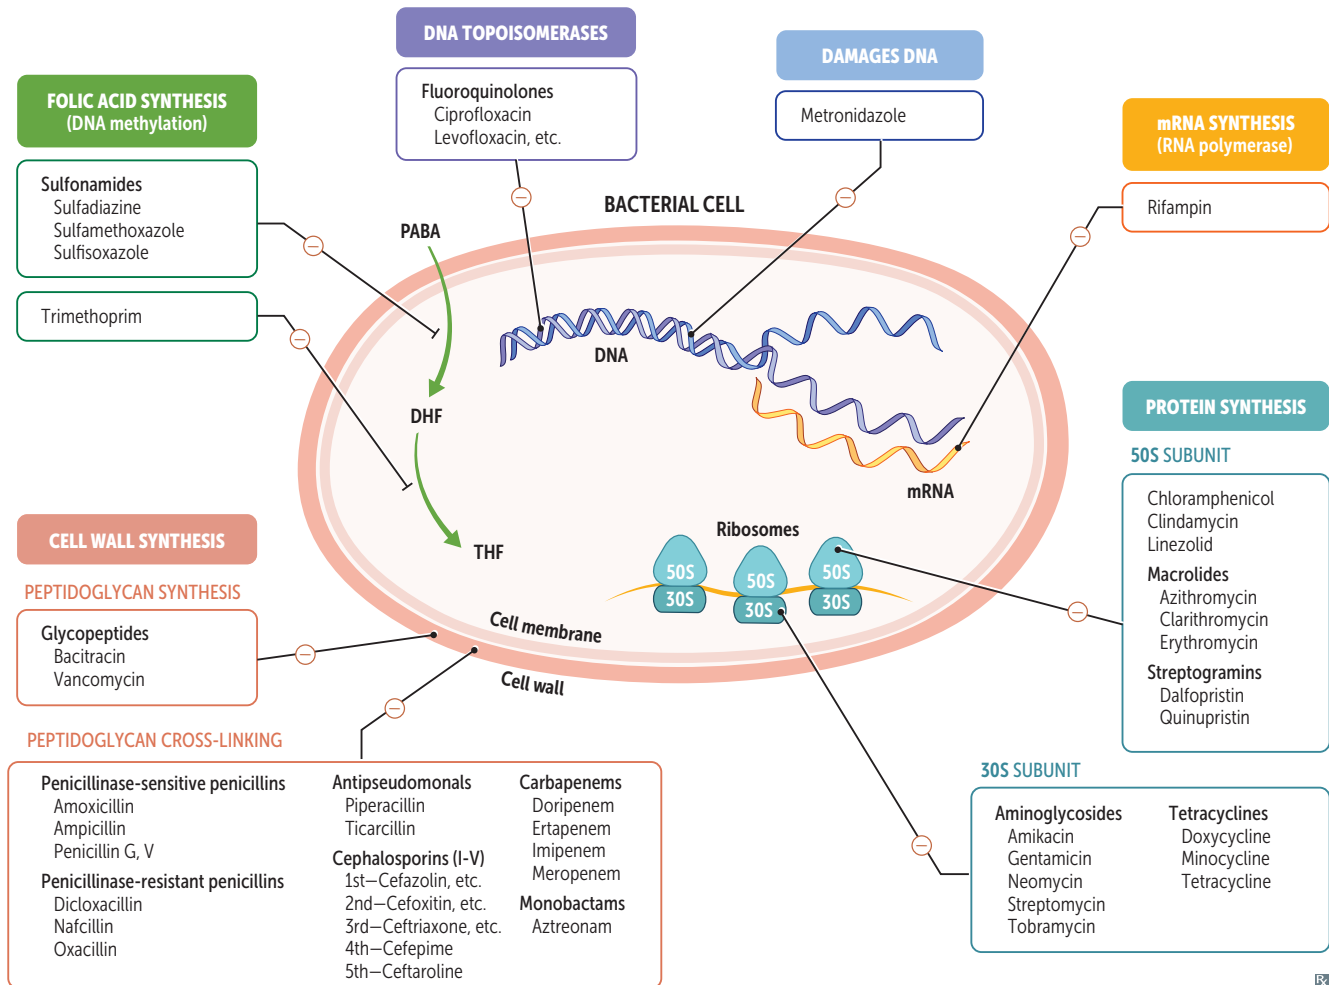 DNA TOPOISOMERASES
Fluoroquinolones
Ciprofloxacin
Levofloxacin, etc.
DAMAGES DNA
Metronidazole
FOLIC ACID SYNTHESIS
(DNA methylation)
Sulfonamides
Sulfadiazine
Sulfamethoxazole
Sulfisoxazole
Trimethoprim
mRNA SYNTHESIS
(RNA polymerase)
Rifampin
BACTERIAL CELL
PABA
DHF
THF
DNA
mRNA
Ribosomes
50S
30S
50S
30S
50S
30S
Cell membrane
Cell wall
PROTEIN SYNTHESIS
50S SUBUNIT
Chloramphenicol
Clindamycin
Linezolid
Macrolides
Azithromycin
Clarithromycin
Erythromycin
Streptogramins
Dalfopristin
Quinupristin
30S SUBUNIT
Aminoglycosides
Amikacin
Gentamicin
Neomycin
Streptomycin
Tobramycin
Tetracyclines
Doxycycline
Minocycline
Tetracycline
CELL WALL SYNTHESIS
PEPTIDOGLYCAN SYNTHESIS
Glycopeptides
Bacitracin
Vancomycin
PEPTIDOGLYCAN CROSS-LINKING
Penicillinase-sensitive penicillins
Amoxicillin
Ampicillin
Penicillin G, V
Penicillinase-resistant penicillins
Dicloxacillin
Nafcillin
Oxacillin
Antipseudomonals
Piperacillin
Ticarcillin
Cephalosporins (I-V)
1st—Cefazolin, etc.
2nd—Cefoxitin, etc.
3rd—Ceftriaxone, etc.
4th—Cefepime
5th—Ceftaroline
Carbapenems
Doripenem
Ertapenem
Imipenem
Meropenem
Monobactams
Aztreonam
℞